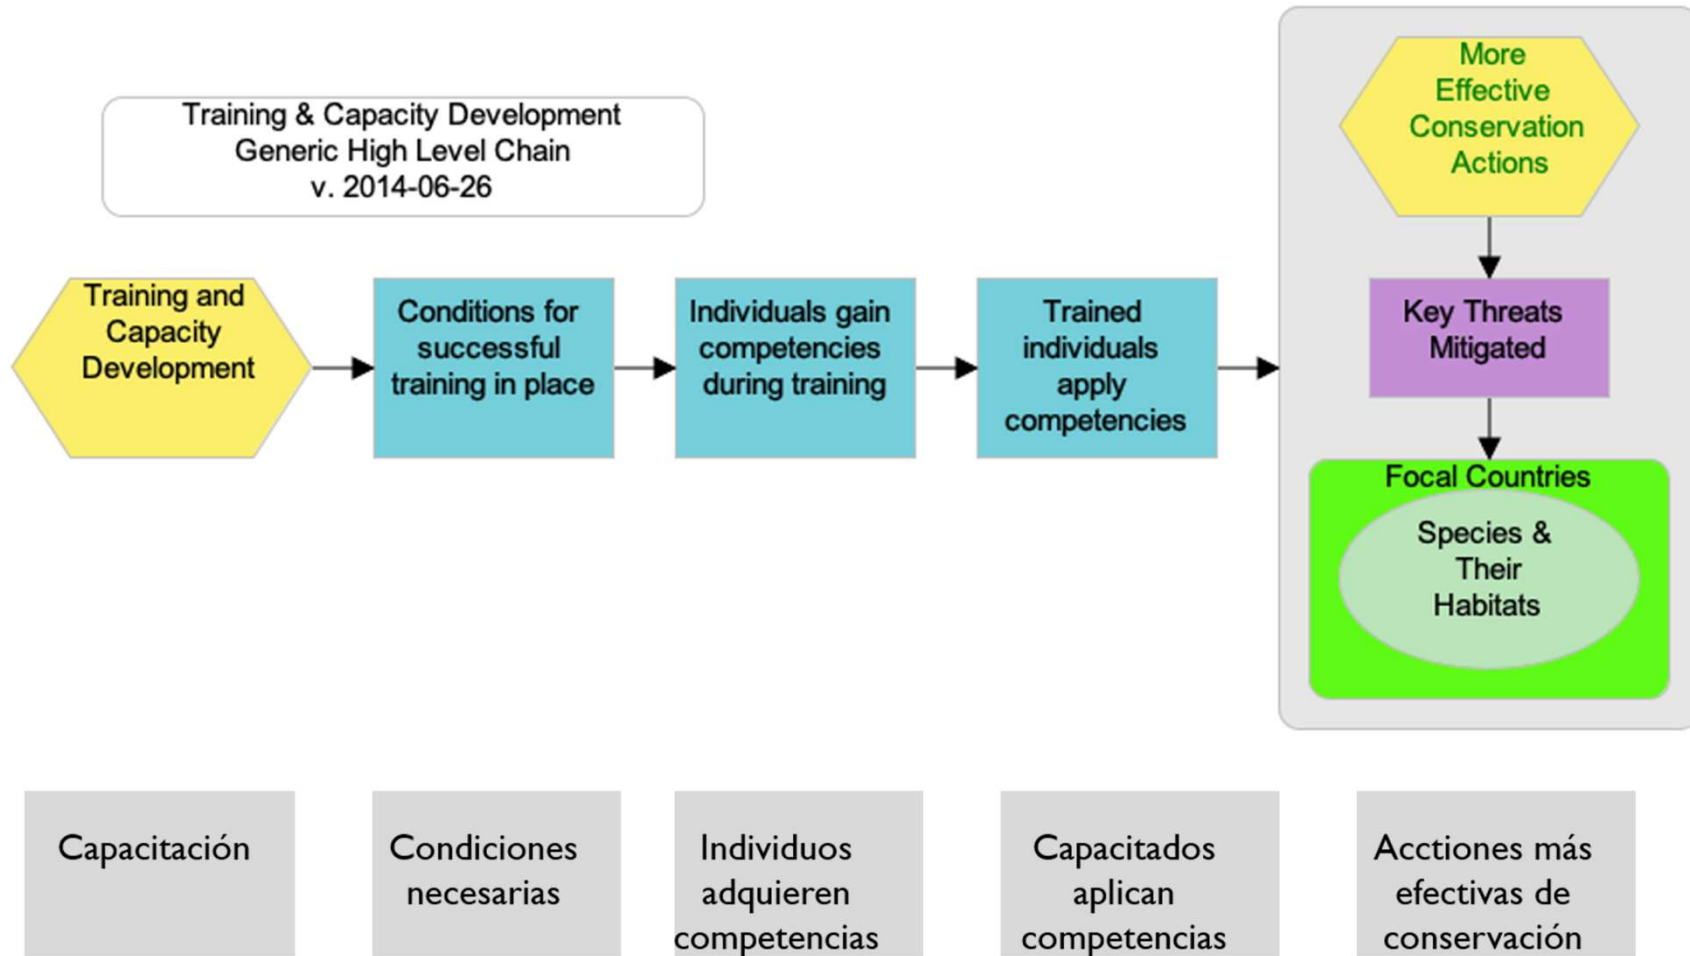 Training & Capacity Development
Generic High Level Chain
v. 2014-06-26
Training and
Capacity
Development
Conditions for
successful
training in place
Individuals gain
competencies
during training
Trained
individuals
apply
competencies
More
Effective
Conservation
Actions
Key Threats
Mitigated
Focal Countries
Species &
Their
Habitats
Capacitación
Condiciones
necesarias
Individuos
adquieren
competencias
Capacitados
aplican
competencias
Acctiones más
efectivas de
conservación